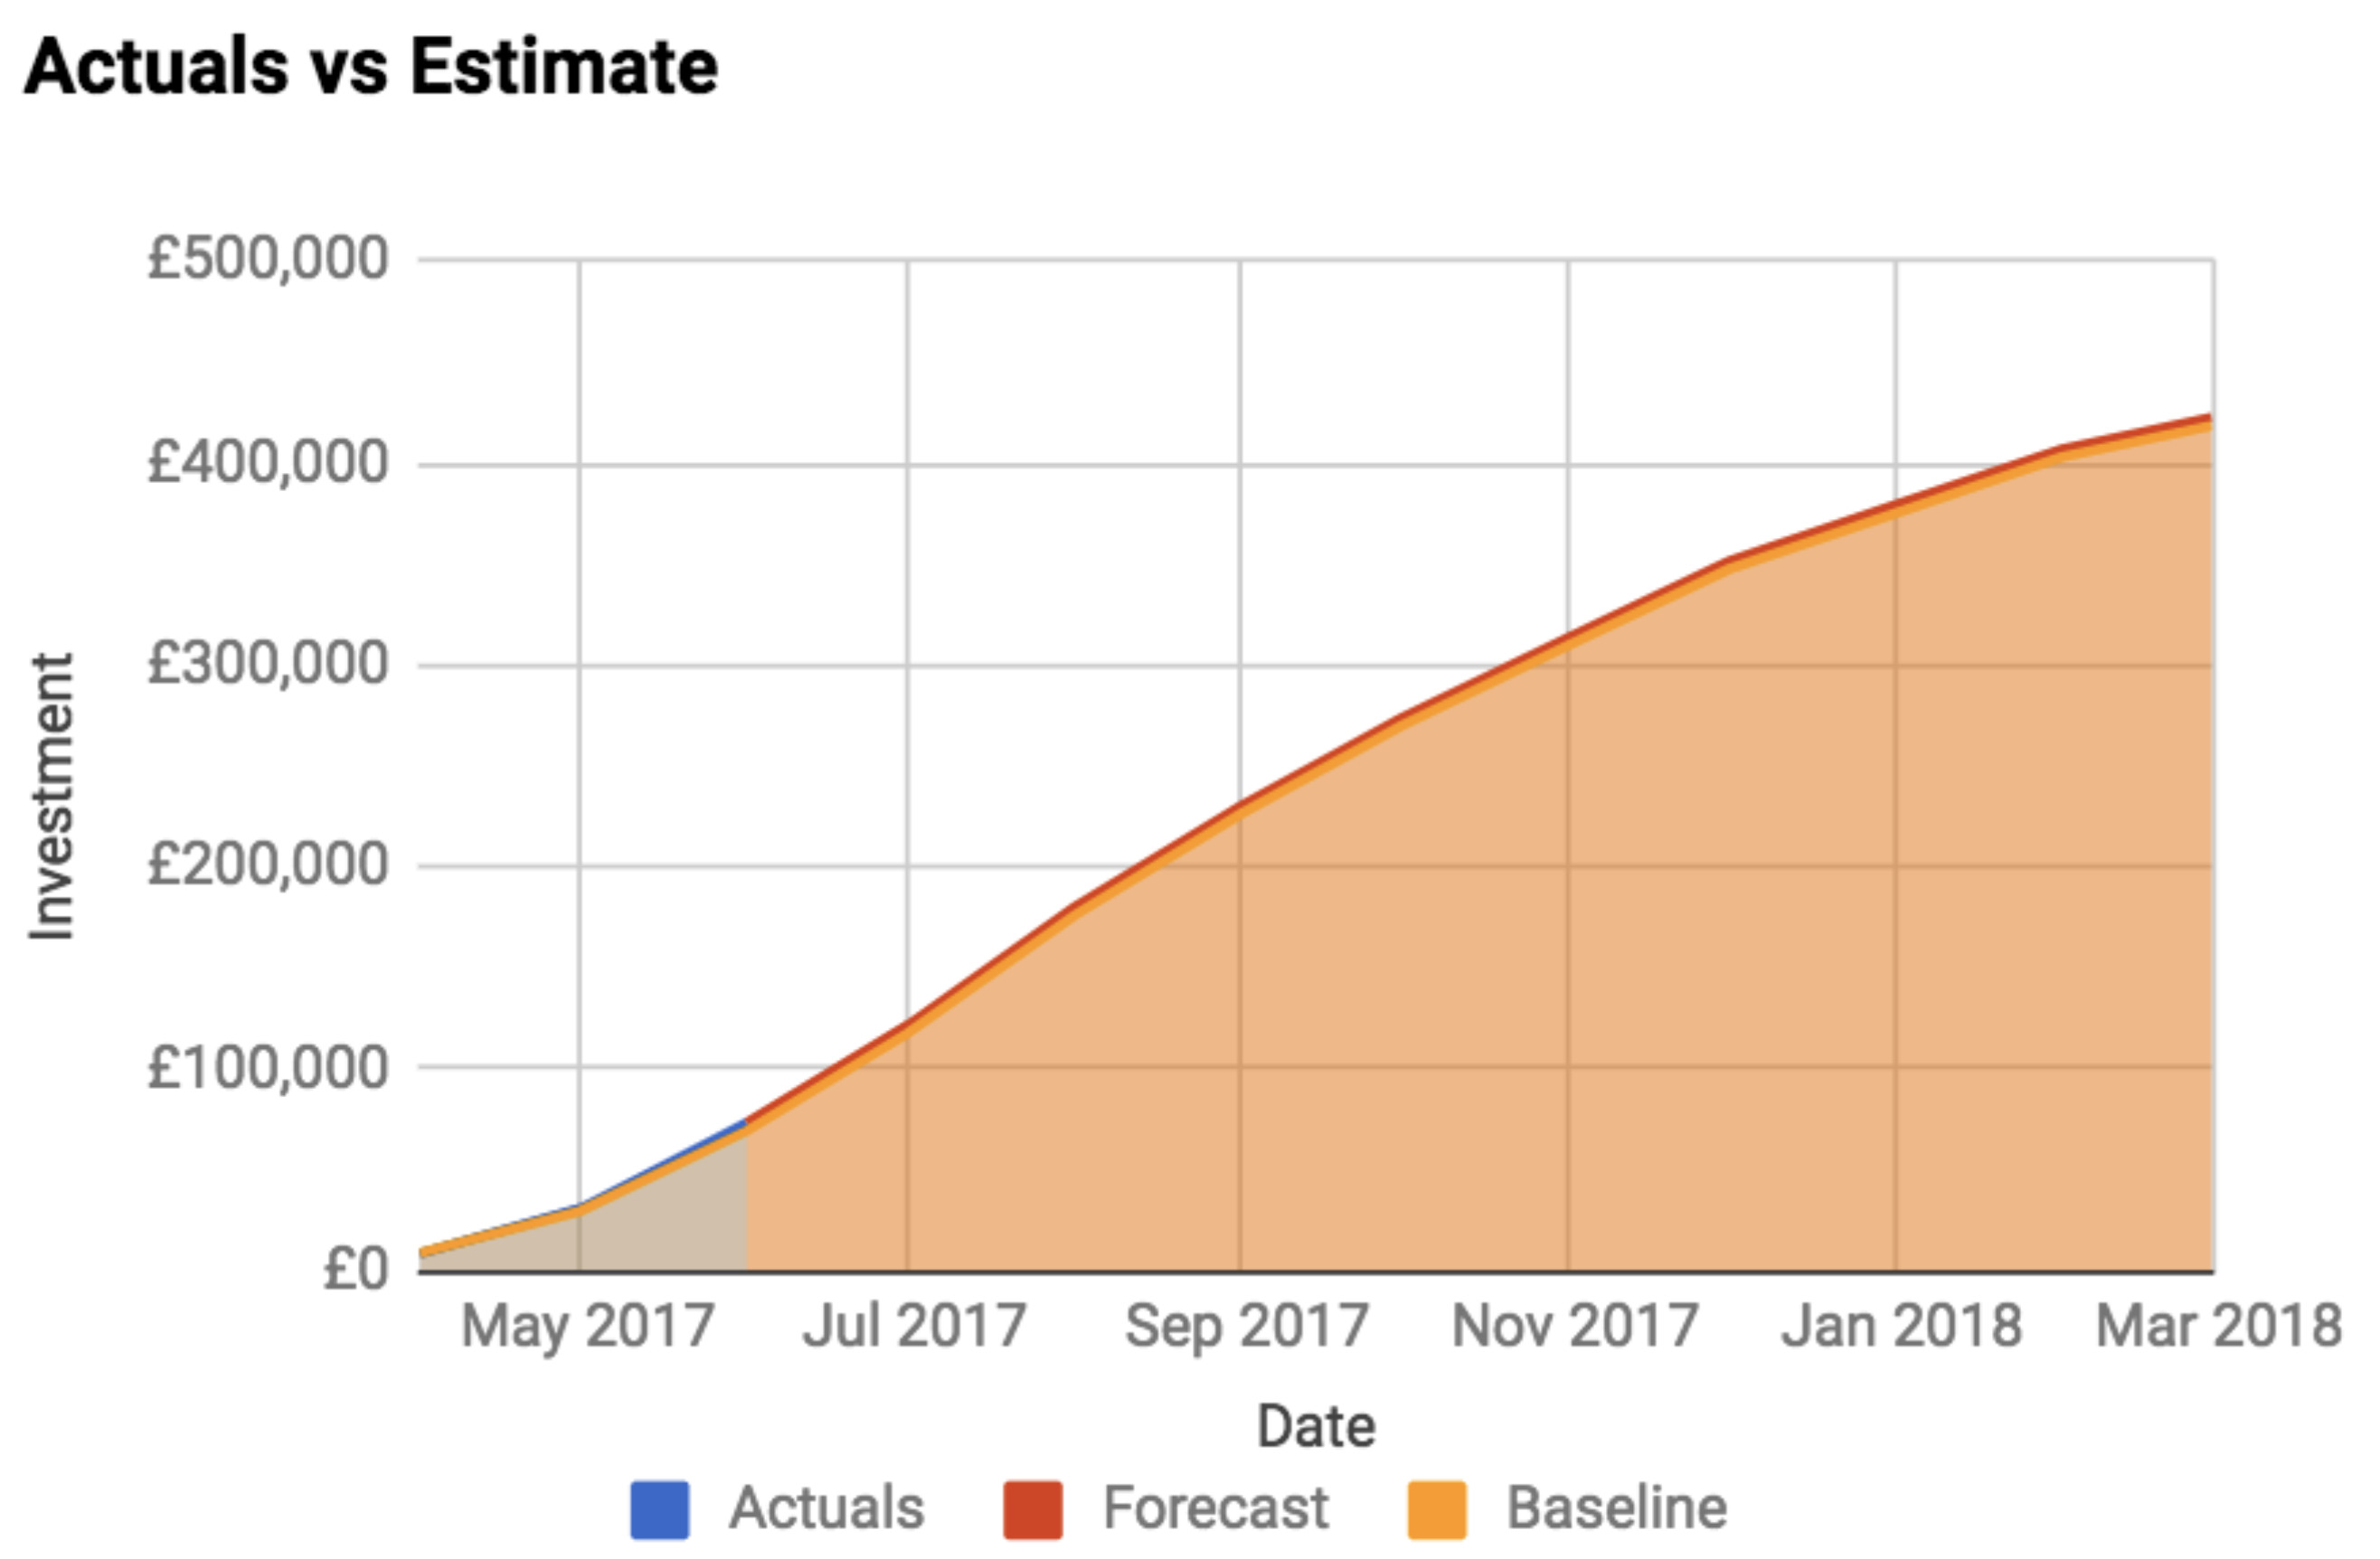 Actuals vs Estimate
£500,000
£400,000
£300,000
£200,000
£100,000
£0
Investment
May 2017 Jul 2017 Sep 2017 Nov 2017 Jan 2018 Mar 2018
Date
Actuals Forecast Baseline